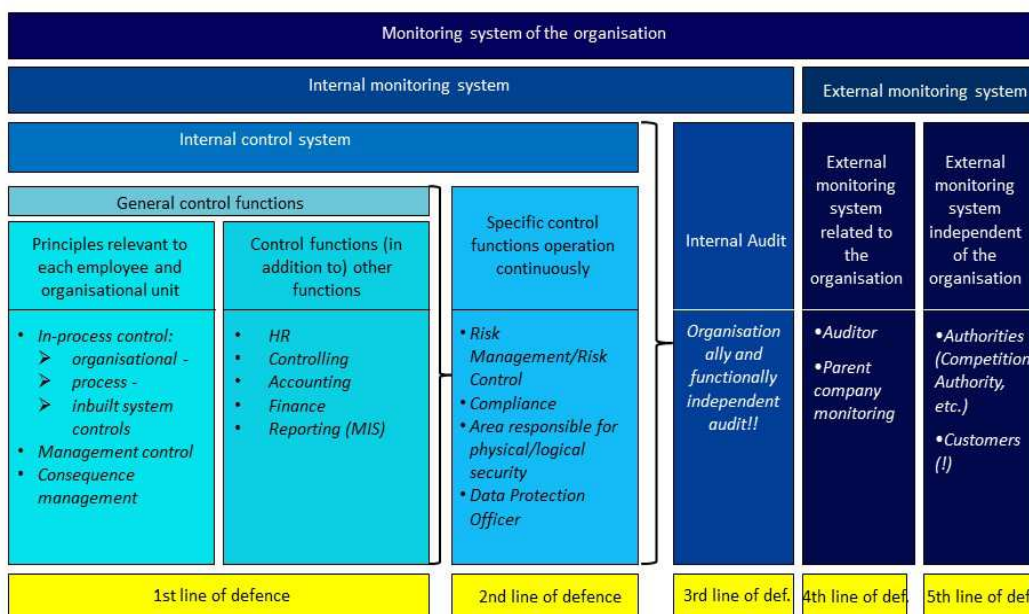 Monitoring system of the organisation
Internal monitoring system
External monitoring system
Internal control system
General control functions
Principles relevant to
each employee and
organisational unit
• In-process control:
➢ organisational -
➢ process -
➢ inbuilt system
controls
• Management control
• Consequence
management
Control functions (in
addition to) other
functions
• HR
• Controlling
• Accounting
• Finance
• Reporting (MIS)
Specific control
functions operation
continuously
• Risk
Management/Risk
Control
• Compliance
• Area responsible for
physical/logical
security
• Data Protection
Officer
Internal Audit
Organisation
ally and
functionally
independent
audit!!
External
monitoring
system
related to
the
organisation
•Auditor
•Parent
company
monitoring
External
monitoring
system
independent
of the
organisation
•Authorities
(Competition
Authority,
etc.)
•Customers
(!)
1st line of defence
2nd line of defence
3rd line of def.
4th line of def.
5th line of def